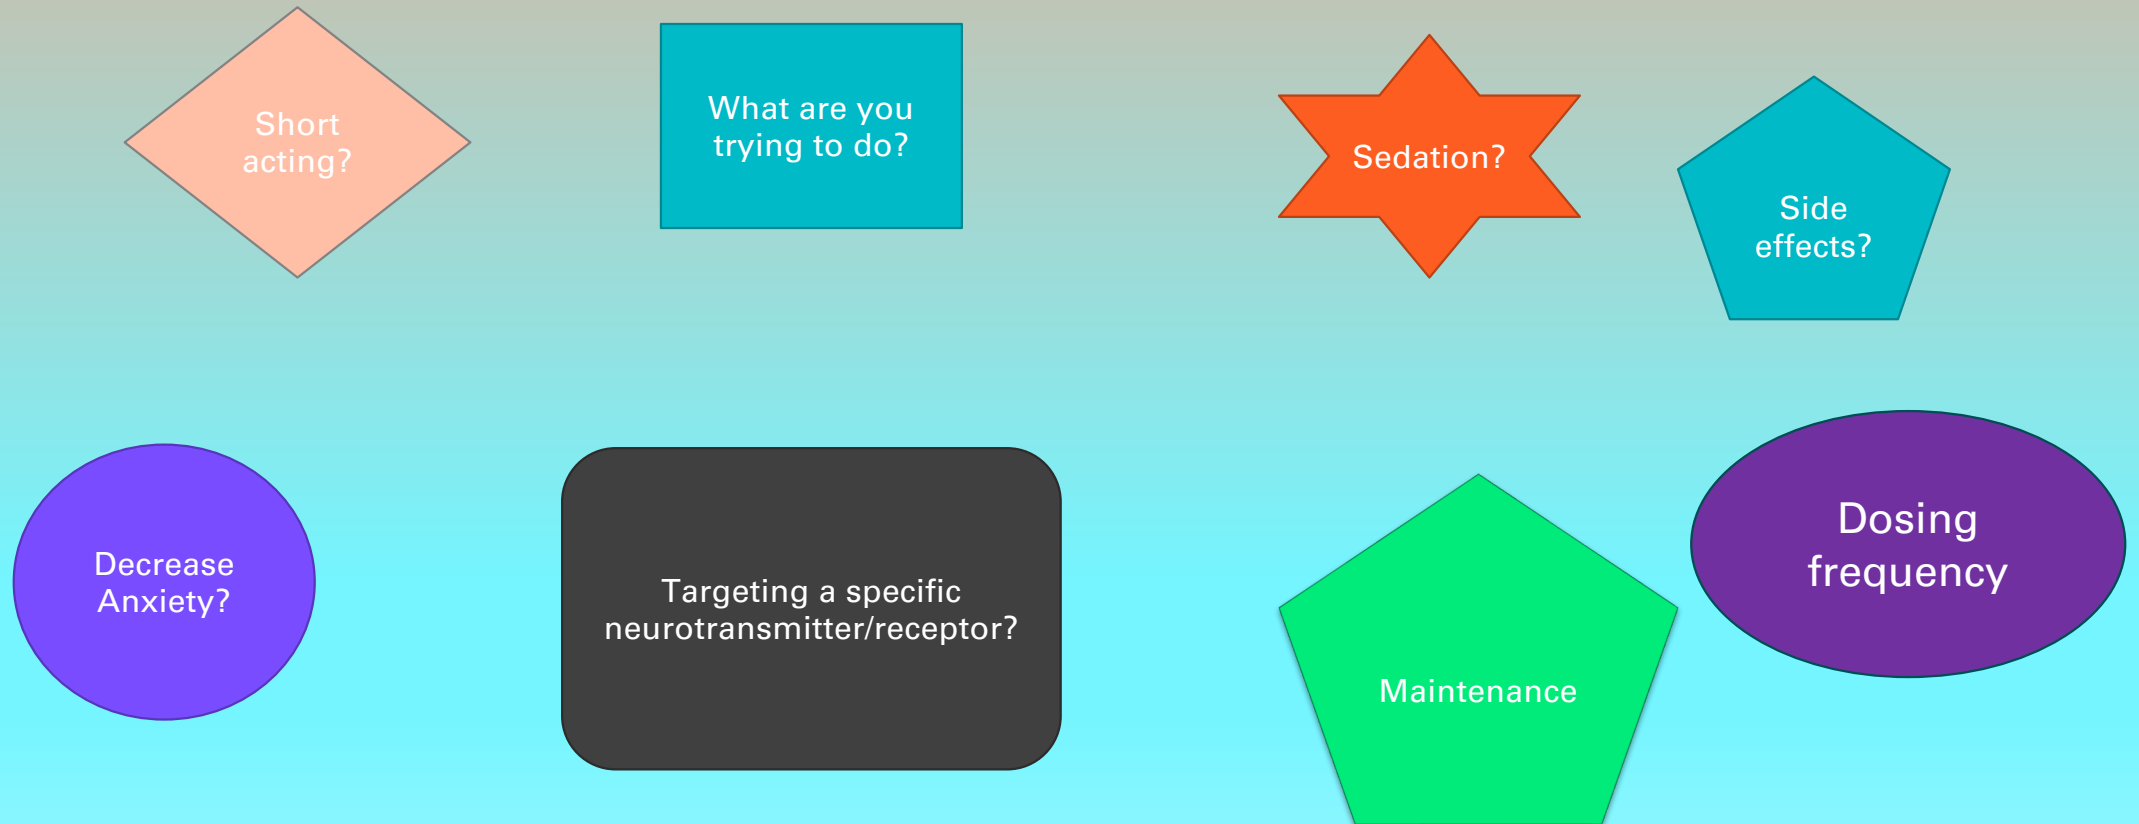 Short
acting?
What are you
trying to do?
Sedation?
Side
effects?
Decrease
Anxiety?
Targeting a specific
neurotransmitter/receptor?
Maintenance
Dosing
frequency